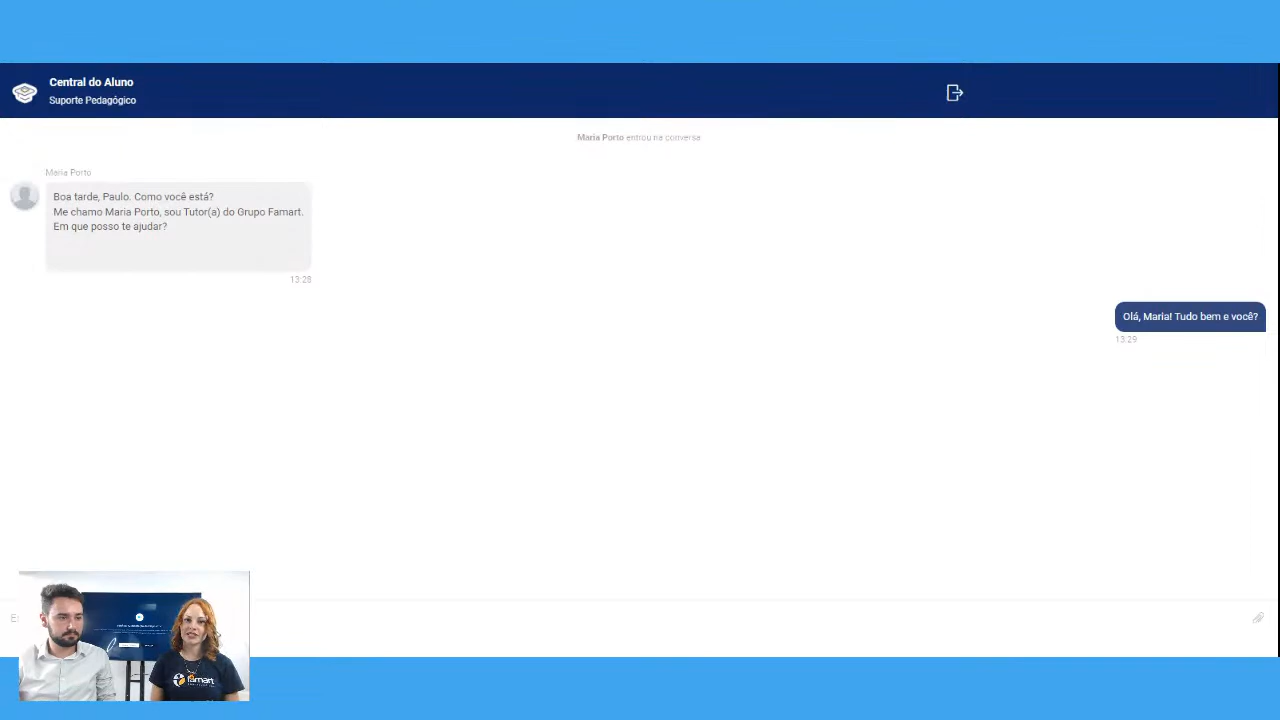 Central do Aluno
Suporte Pedagógico
Maria Porto entrou na conversa
Maria Porto
Boa tarde, Paulo. Como você está?
Me chamo Maria Porto, sou Tutor(a) do Grupo Famart.
Em que posso te ajudar?
13:28
Olá, Maria! Tudo bem e você?
13:29
famart